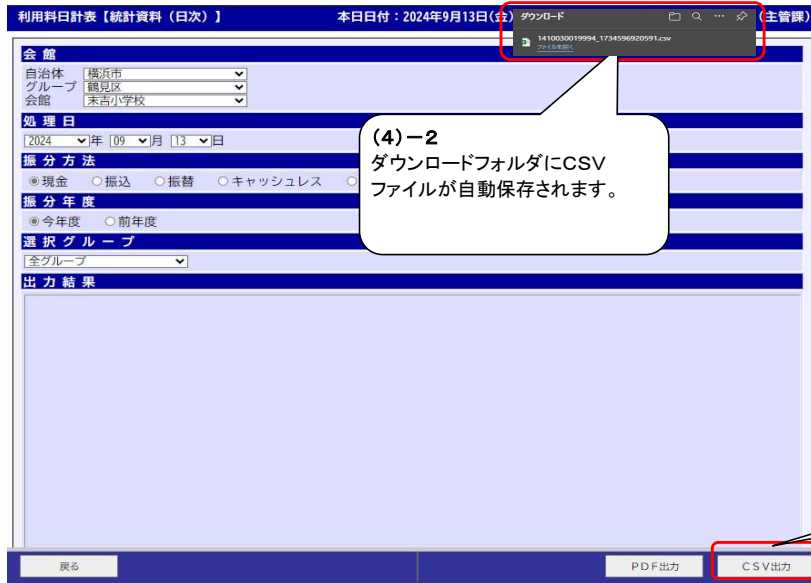 利用料日計表【統計資料(日次)】 本日日付:2024年9月13日(金) (主管課)
ダウンロード
1410030019994_1734596920591.csv
ファイルを開く
会館
自治体 横浜市
グループ 鶴見区
会館 末吉小学校
処理日
2024 年 09 月 13 日
振分方法
現金 振込 振替 キャッシュレス
振分年度
今年度 前年度
選択グループ
全グループ
出力結果
(4)-2
ダウンロードフォルダにCSV
ファイルが自動保存されます。
戻る PDF出力 CSV出力